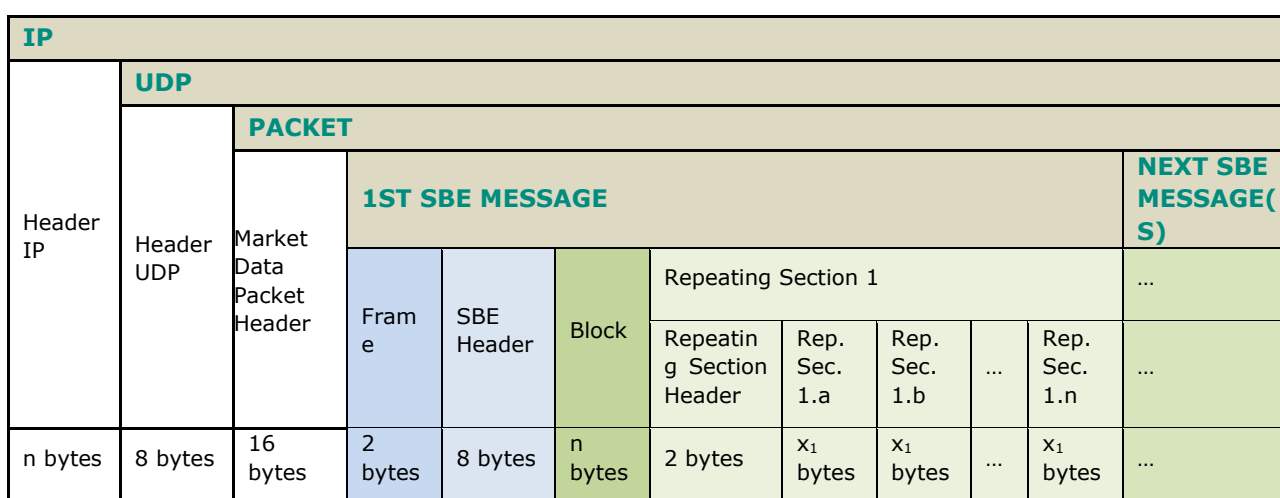 IP
UDP
PACKET
Header
IP
Header
UDP
Market
Data
Packet
Header
1ST SBE MESSAGE
NEXT SBE
MESSAGE(
S)
Fram
e
SBE
Header
Block
Repeating Section 1
…
Repeatin
g Section
Header
Rep.
Sec.
1.a
Rep.
Sec.
1.b
…
Rep.
Sec.
1.n
…
n bytes
8 bytes
16
bytes
2
bytes
8 bytes
n
bytes
2 bytes
x₁
bytes
x₁
bytes
…
x₁
bytes
…